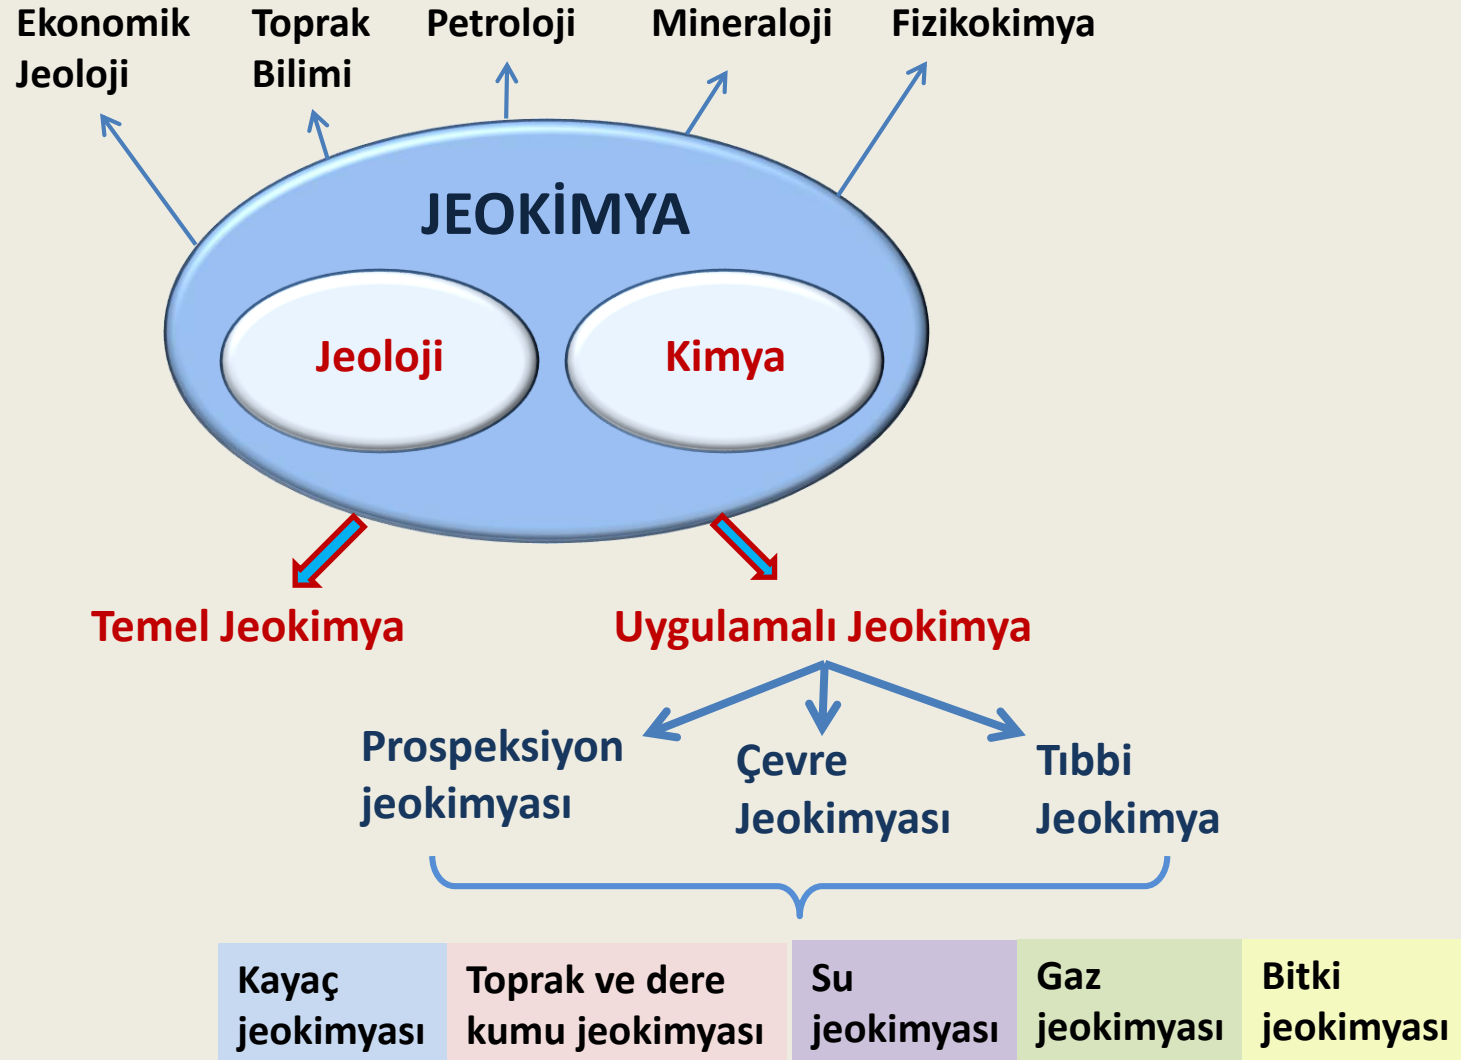 Ekonomik
Jeoloji
Toprak
Bilimi
Petroloji
Mineraloji
Fizikokimya
JEOKİMYA
Jeoloji
Kimya
Temel Jeokimya
Uygulamalı Jeokimya
Prospeksiyon
jeokimyası
Çevre
Jeokimyası
Tıbbi
Jeokimya
Kayaç
jeokimyası
Toprak ve dere
kumu jeokimyası
Su
jeokimyası
Gaz
jeokimyası
Bitki
jeokimyası